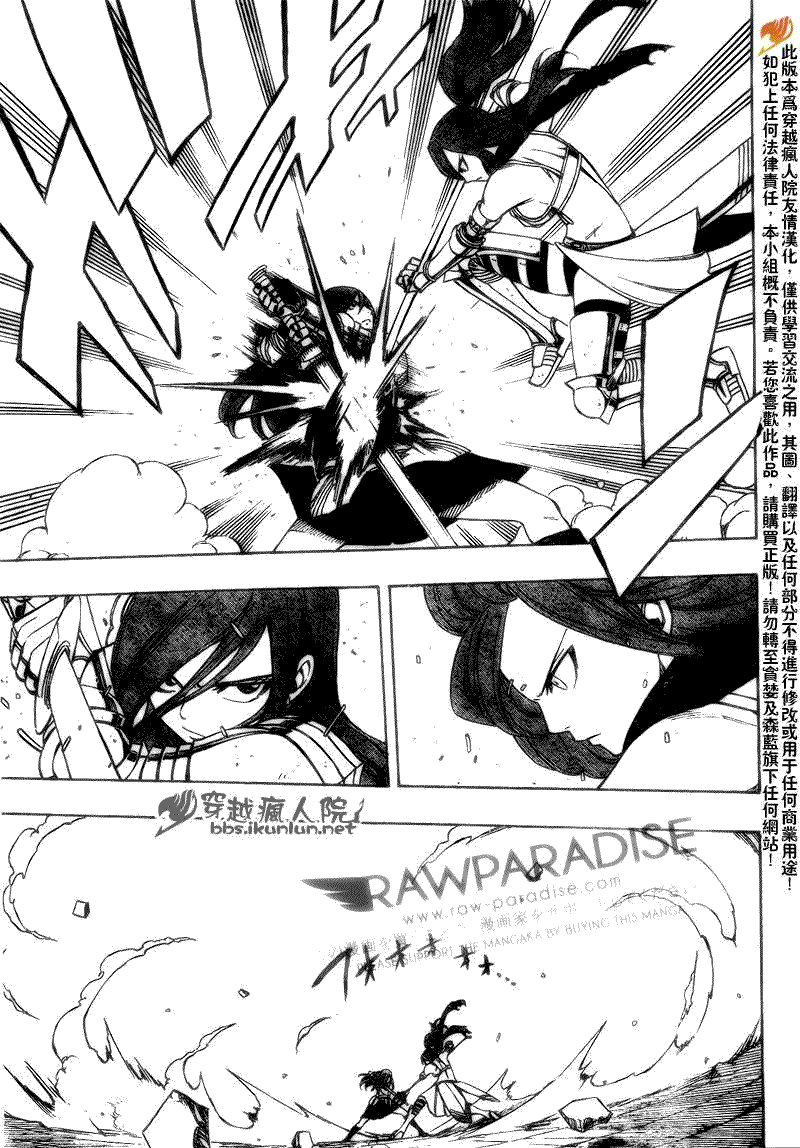 此版本爲穿越瘋人院友情漢化，僅供學習交流之用，其圖、翻譯以及任何部分不得進行修改或用于任何商業用途！
如犯上任何法律責任，本小組概不負責。若您喜歡此作品，請購買正版！請勿轉至貪婪及森藍旗下任何網站！
穿越瘋人院
bbs.ikunlun.net
RAWPARADISE
www.raw-paradise.com
PLEASE SUPPORT THE MANGAKA BY BUYING THIS MANGA